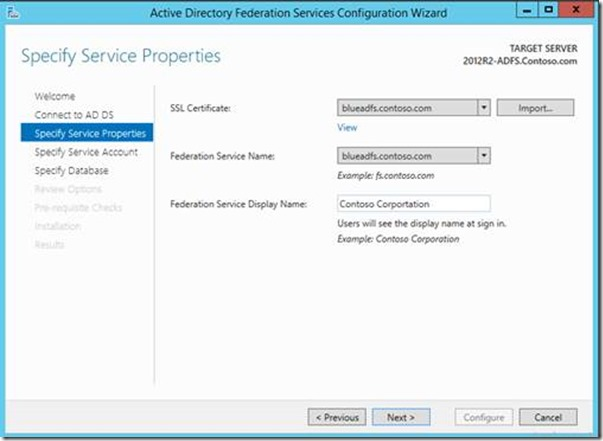 Active Directory Federation Services Configuration Wizard
Specify Service Properties
TARGET SERVER
2012R2-ADFS.Contoso.com
Welcome
Connect to AD DS
Specify Service Properties
Specify Service Account
Specify Database
Review Options
Pre-requisite Checks
Installation
Results
SSL Certificate:
blueadfs.contoso.com
Import...
View
Federation Service Name:
blueadfs.contoso.com
Example: fs.contoso.com
Federation Service Display Name:
Contoso Corportation
Users will see the display name at sign in.
Example: Contoso Corporation
< Previous
Next >
Configure
Cancel